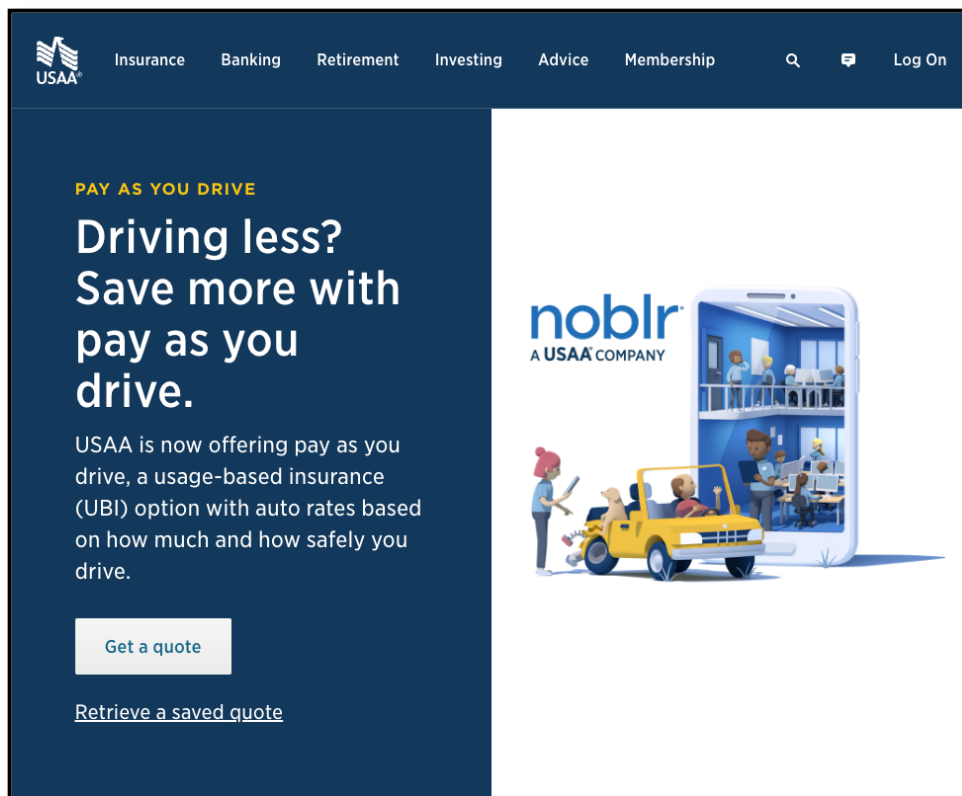 USAA®
Insurance Banking Retirement Investing Advice Membership Log On
PAY AS YOU DRIVE
Driving less?
Save more with
pay as you
drive.
USAA is now offering pay as you
drive, a usage-based insurance
(UBI) option with auto rates based
on how much and how safely you
drive.
Get a quote
Retrieve a saved quote
noblr
A USAA® COMPANY